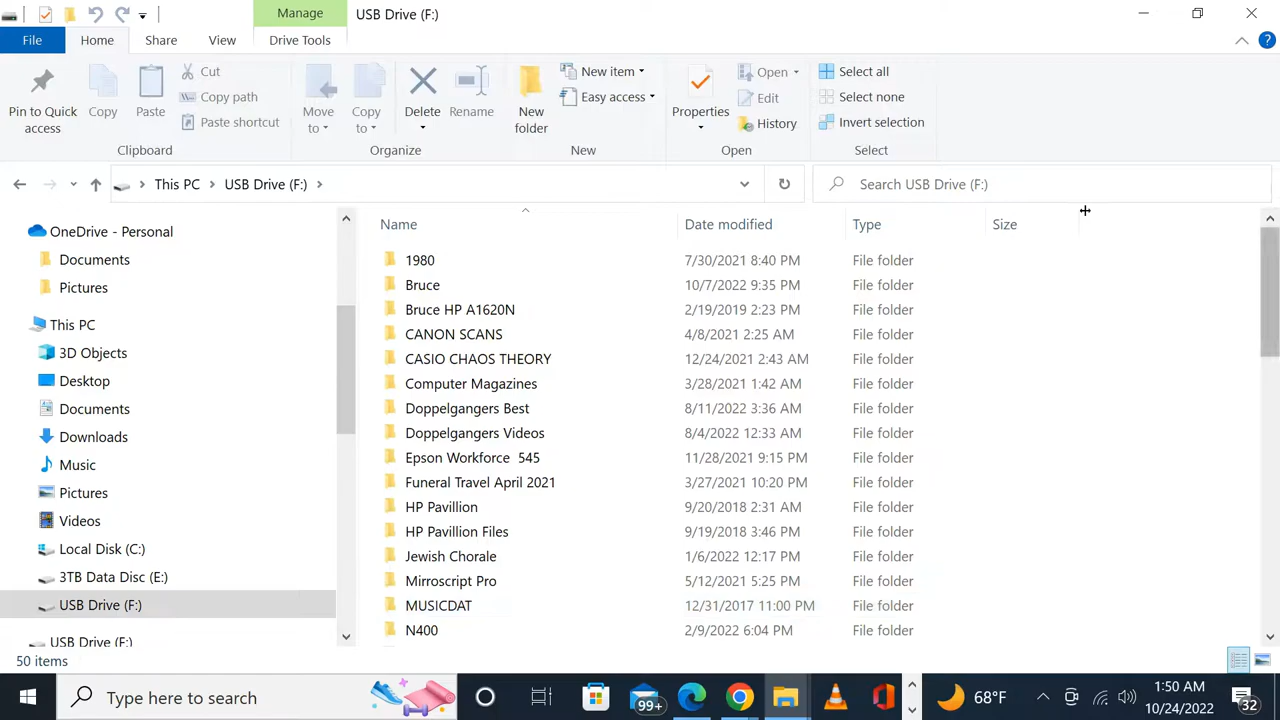 Manage
USB Drive (F:)
File
Home
Share
View
Drive Tools
Pin to Quick access
Copy
Paste
Cut
Copy path
Paste shortcut
Clipboard
Move to
Copy to
Delete
Rename
Organize
New folder
New item
Easy access
New
Properties
Open
Edit
History
Open
Select all
Select none
Invert selection
Select
This PC
USB Drive (F:)
Search USB Drive (F:)
OneDrive - Personal
Documents
Pictures
This PC
3D Objects
Desktop
Documents
Downloads
Music
Pictures
Videos
Local Disk (C:)
3TB Data Disc (E:)
USB Drive (F:)
USB Drive (F:)
Name Date modified Type Size
1980 7/30/2021 8:40 PM File folder
Bruce 10/7/2022 9:35 PM File folder
Bruce HP A1620N 2/19/2019 2:23 PM File folder
CANON SCANS 4/8/2021 2:25 AM File folder
CASIO CHAOS THEORY 12/24/2021 2:43 AM File folder
Computer Magazines 3/28/2021 1:42 AM File folder
Doppelgangers Best 8/11/2022 3:36 AM File folder
Doppelgangers Videos 8/4/2022 12:33 AM File folder
Epson Workforce 545 11/28/2021 9:15 PM File folder
Funeral Travel April 2021 3/27/2021 10:20 PM File folder
HP Pavillion 9/20/2018 2:31 AM File folder
HP Pavillion Files 9/19/2018 3:46 PM File folder
Jewish Chorale 1/6/2022 12:17 PM File folder
Mirroscript Pro 5/12/2021 5:25 PM File folder
MUSICDAT 12/31/2017 11:00 PM File folder
N400 2/9/2022 6:04 PM File folder
50 items
Type here to search
99+
68°F
1:50 AM
10/24/2022
32